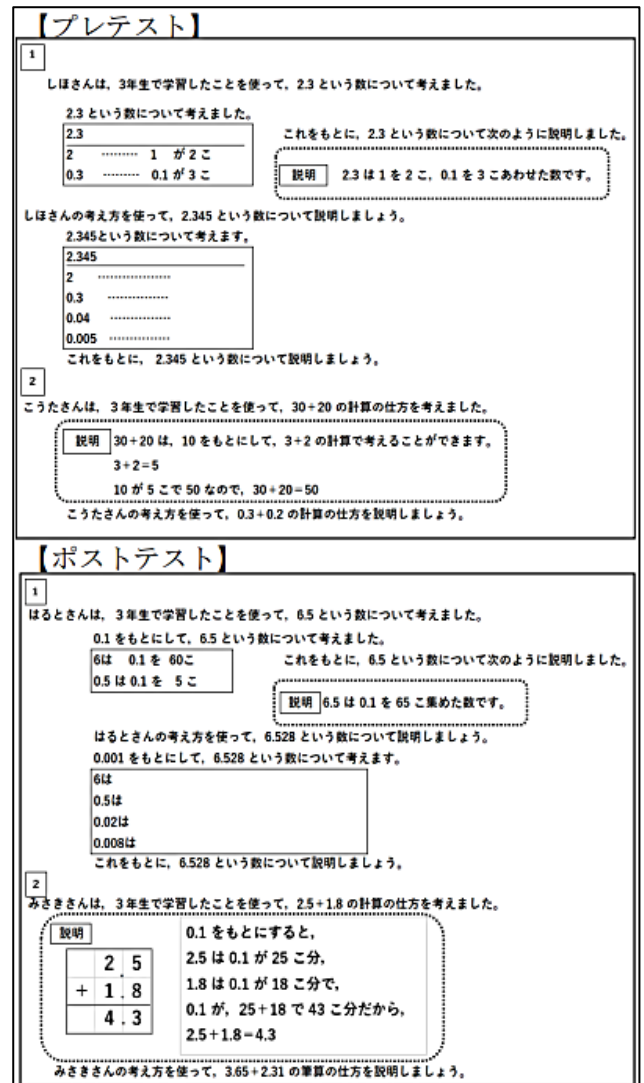 【プレテスト】
1
しほさんは，3年生で学習したことを使って，2.3 という数について考えました。
2.3 という数について考えました。
2.3
2 ……… 1 が 2 こ
0.3 ……… 0.1 が 3 こ
これをもとに，2.3 という数について次のように説明しました。
説明 2.3 は 1 を 2 こ，0.1 を 3 こあわせた数です。
しほさんの考え方を使って，2.345 という数について説明しましょう。
2.345という数について考えます。
2.345
2 ………………
0.3 ……………
0.04 ……………
0.005 ……………
これをもとに， 2.345 という数について説明しましょう。
2
こうたさんは，3 年生で学習したことを使って，30＋20 の計算の仕方を考えました。
説明 30＋20 は，10 をもとにして，3＋2 の計算で考えることができます。
3＋2＝5
10 が 5 こで 50 なので，30＋20＝50
こうたさんの考え方を使って，0.3＋0.2 の計算の仕方を説明しましょう。
【ポストテスト】
1
はるとさんは，3 年生で学習したことを使って，6.5 という数について考えました。
0.1 をもとにして，6.5 という数について考えました。
6は 0.1 を 60こ
0.5 は 0.1 を 5 こ
これをもとに，6.5 という数について次のように説明しました。
説明 6.5 は 0.1 を 65 こ集めた数です。
はるとさんの考え方を使って，6.528 という数について説明しましょう。
0.001 をもとにして，6.528 という数について考えます。
6は
0.5は
0.02は
0.008は
これをもとに，6.528 という数について説明しましょう。
2
みさきさんは，3 年生で学習したことを使って，2.5＋1.8 の計算の仕方を考えました。
説明
2.5
＋ 1.8
4.3
0.1 をもとにすると，
2.5 は 0.1 が 25 こ分，
1.8 は 0.1 が 18 こ分で，
0.1 が，25＋18 で 43 こ分だから，
2.5＋1.8＝4.3
みさきさんの考え方を使って，3.65＋2.31 の筆算の仕方を説明しましょう。